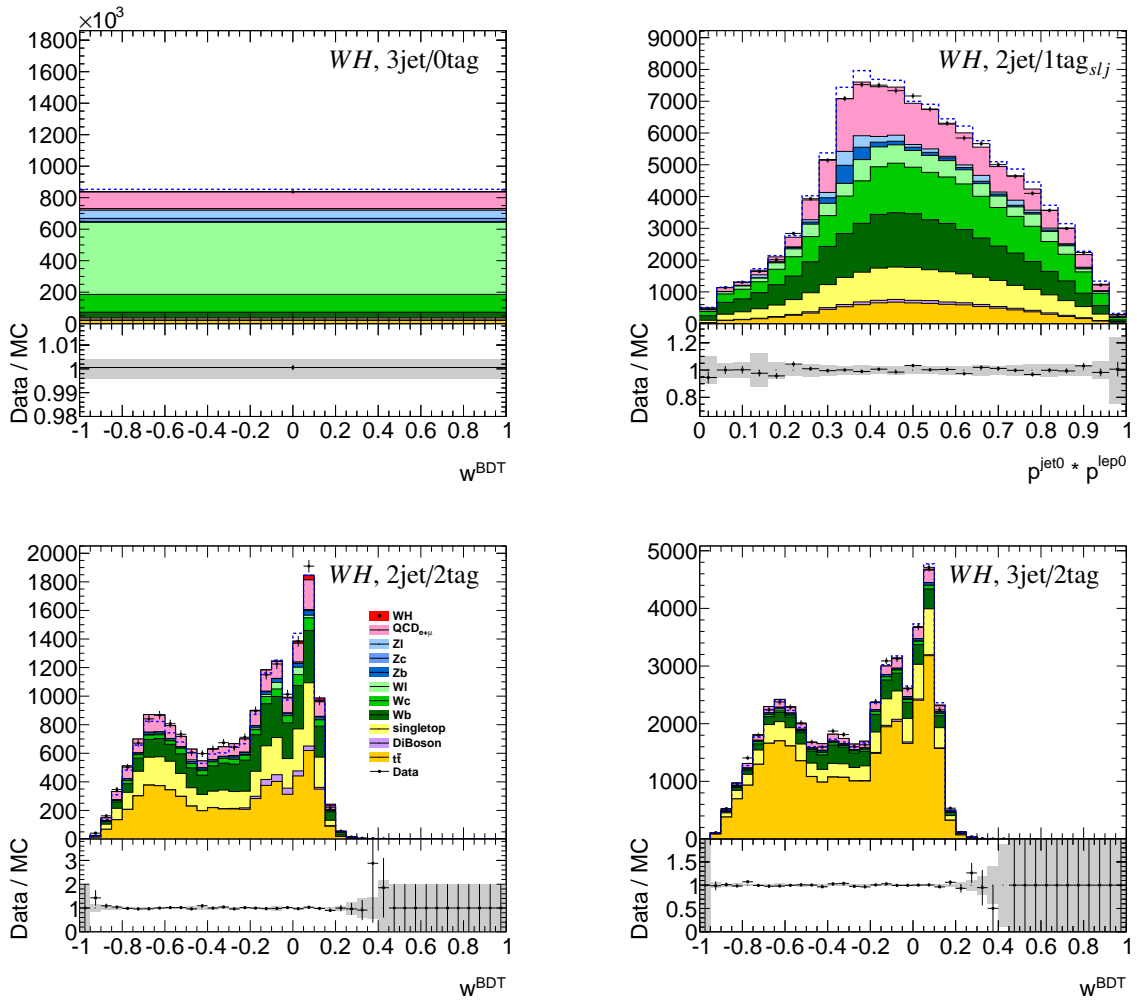 ×10³
WH, 3jet/0tag
1800
1600
1400
1200
1000
800
600
400
200
0
Data / MC
1.01
1
0.99
0.98
-1 -0.8 -0.6 -0.4 -0.2 0 0.2 0.4 0.6 0.8 1
w^BDT
WH, 2jet/1tag_slj
9000
8000
7000
6000
5000
4000
3000
2000
1000
0
Data / MC
1.2
1
0.8
0 0.1 0.2 0.3 0.4 0.5 0.6 0.7 0.8 0.9 1
p^jet0 * p^lep0
WH, 2jet/2tag
2000
1800
1600
1400
1200
1000
800
600
400
200
0
WH
QCD_e+μ
Zl
Zc
Zb
Wl
Wc
Wb
singletop
DiBoson
tt̄
Data
Data / MC
3
2
1
0
-1 -0.8 -0.6 -0.4 -0.2 0 0.2 0.4 0.6 0.8 1
w^BDT
WH, 3jet/2tag
5000
4000
3000
2000
1000
0
Data / MC
1.5
1
0.5
0
-1 -0.8 -0.6 -0.4 -0.2 0 0.2 0.4 0.6 0.8 1
w^BDT